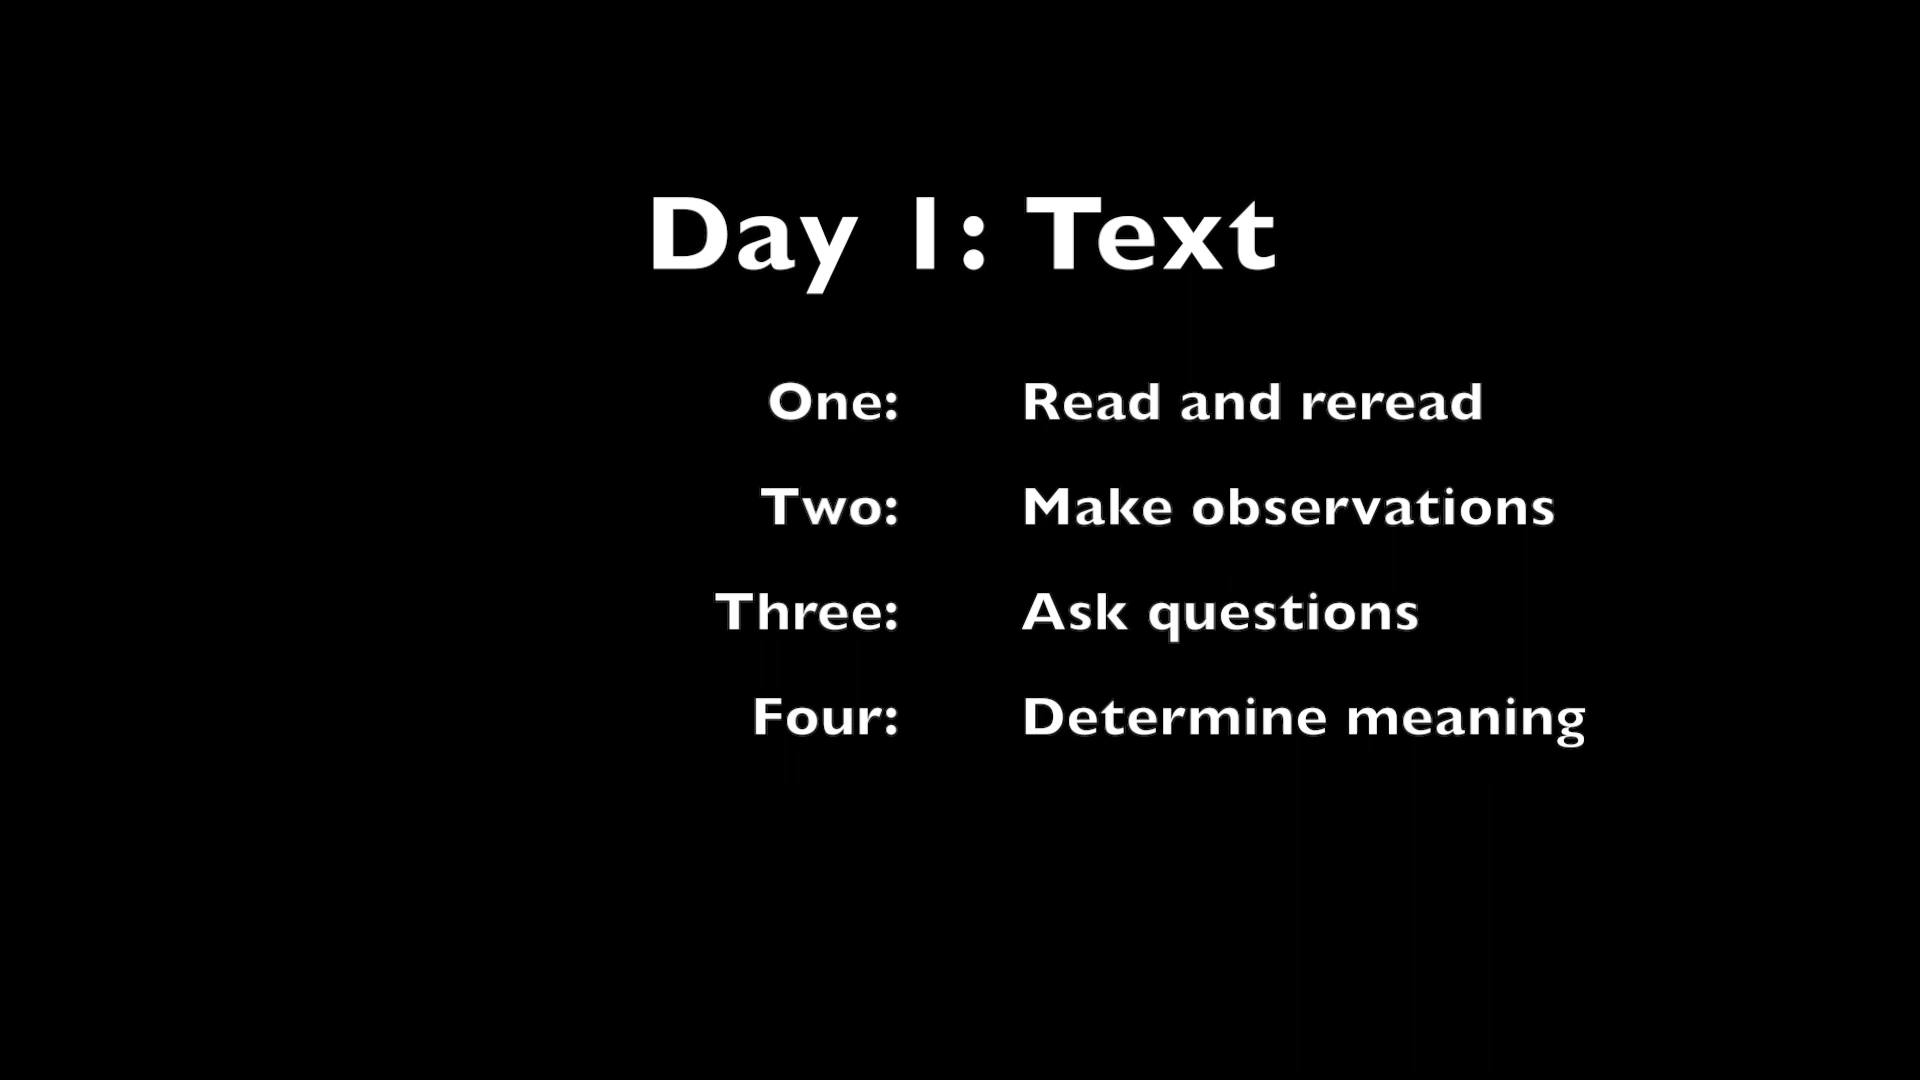 Day 1: Text
One: Read and reread
Two: Make observations
Three: Ask questions
Four: Determine meaning